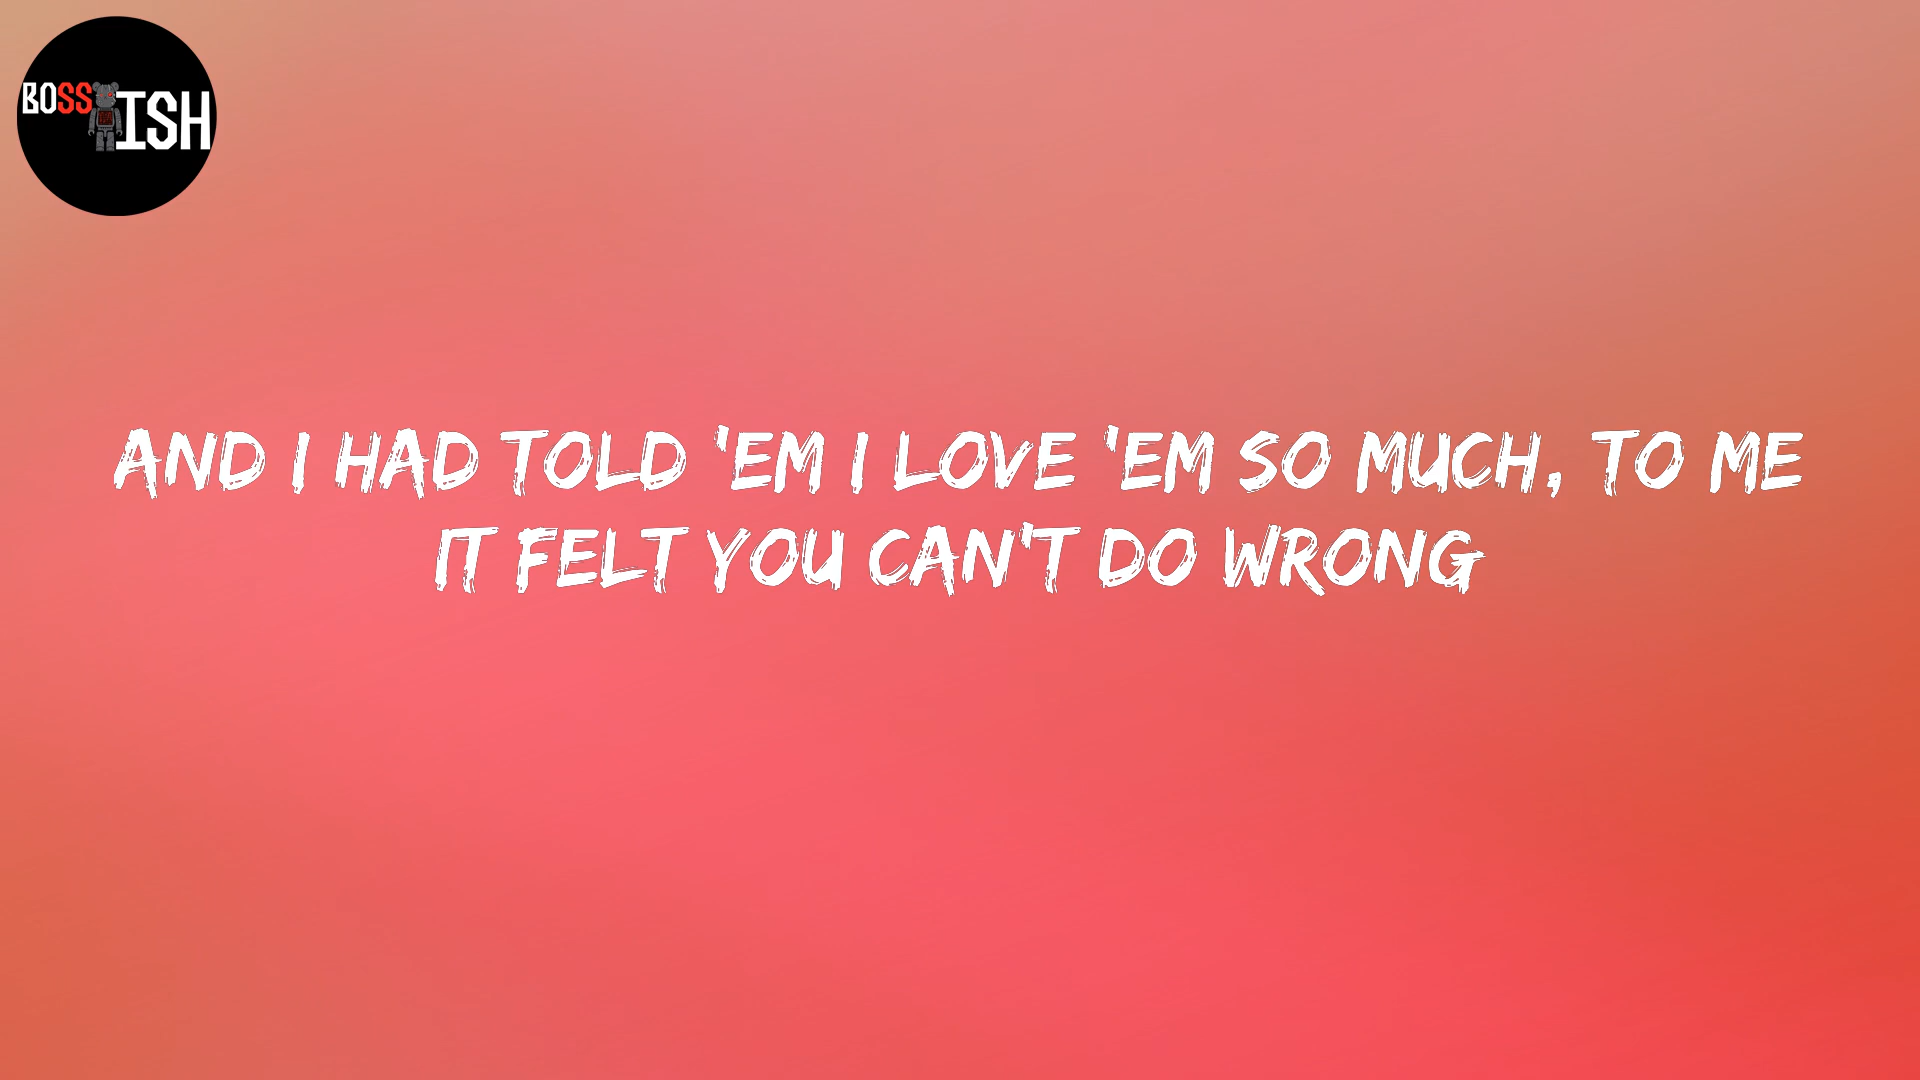 BOSS ISH
AND I HAD TOLD 'EM I LOVE 'EM SO MUCH, TO ME
IT FELT YOU CAN'T DO WRONG